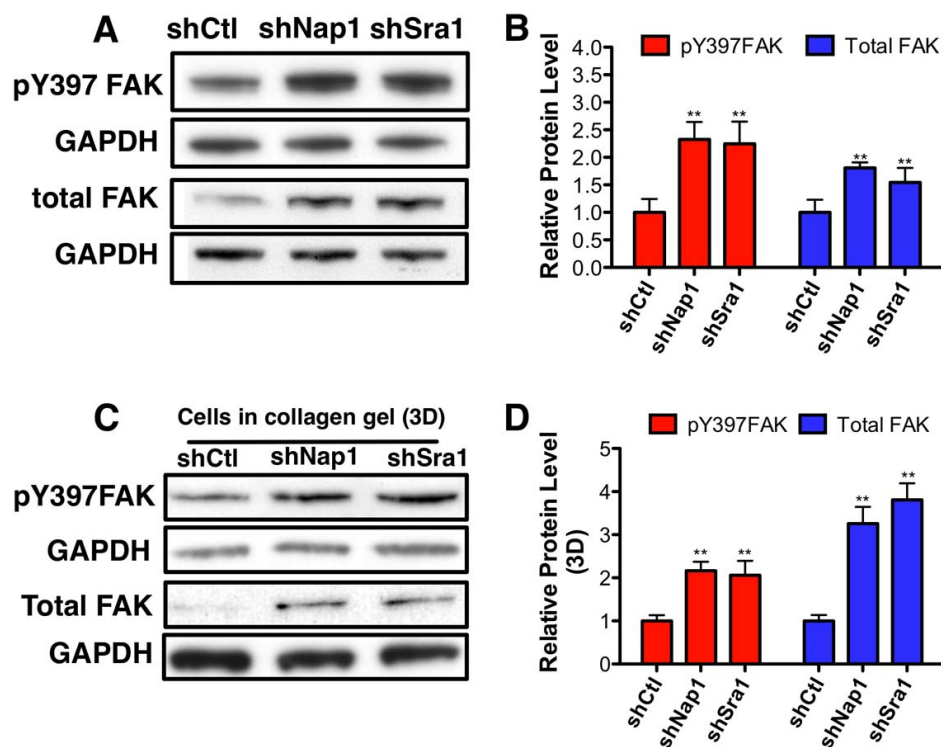 A
shCtl shNap1 shSra1
pY397 FAK
GAPDH
total FAK
GAPDH
B
pY397FAK Total FAK
Relative Protein Level
4.0
3.5
3.0
2.5
2.0
1.5
1.0
0.5
0.0
** ** ** **
shCtl shNap1 shSra1 shCtl shNap1 shSra1
C
Cells in collagen gel (3D)
shCtl shNap1 shSra1
pY397FAK
GAPDH
Total FAK
GAPDH
D
pY397FAK Total FAK
Relative Protein Level
(3D)
6
4
2
1
0
** ** ** **
shCtl shNap1 shSra1 shCtl shNap1 shSra1